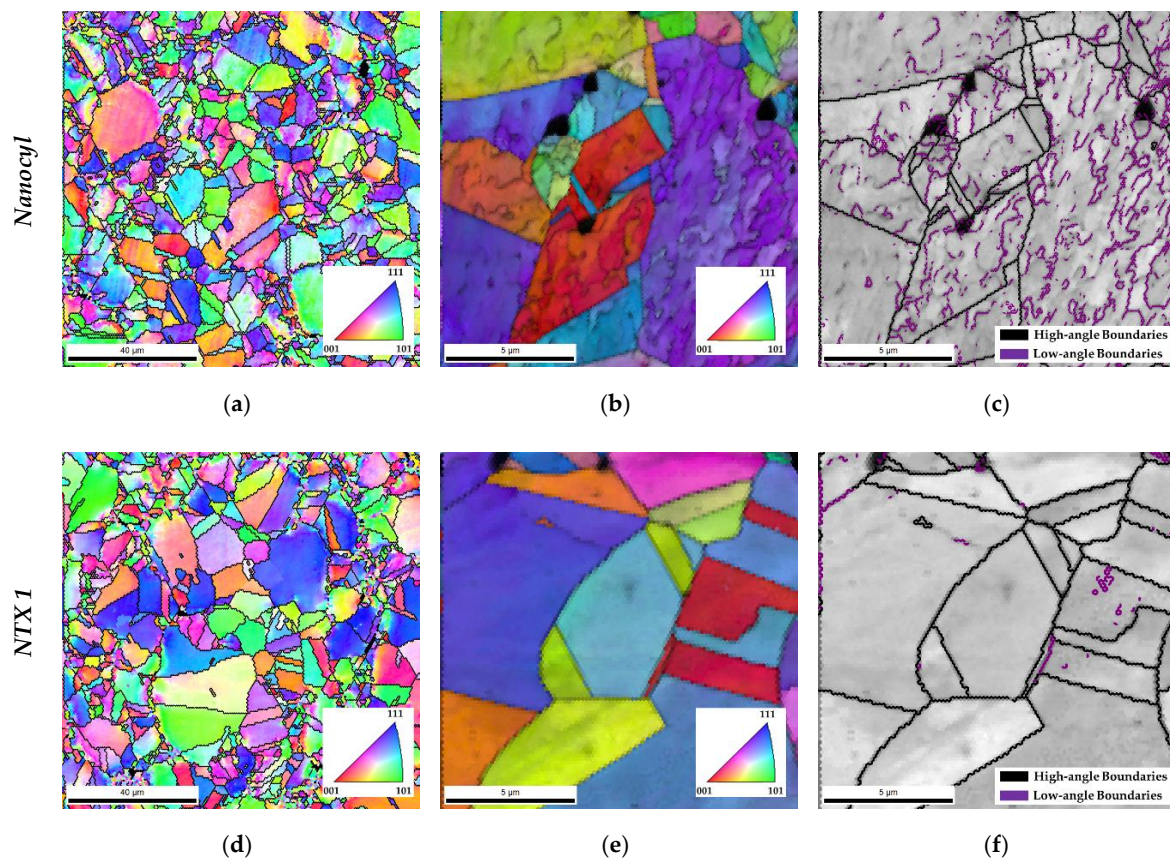 Nanocyl
111
001
101
40 µm
(a)
111
001
101
5 µm
(b)
High-angle Boundaries
Low-angle Boundaries
5 µm
(c)
NTX 1
111
001
101
40 µm
(d)
111
001
101
5 µm
(e)
High-angle Boundaries
Low-angle Boundaries
5 µm
(f)